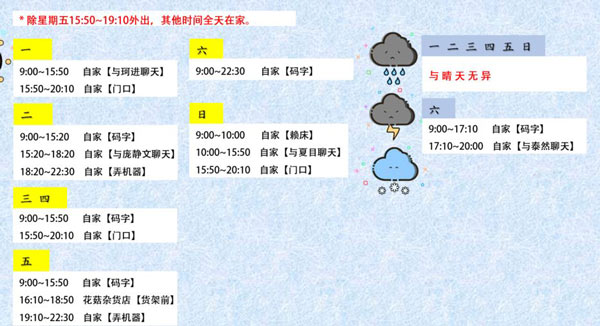 * 除星期五15:50~19:10外出，其他时间全天在家。
一
9:00~15:50 自家【与珂进聊天】
15:50~20:10 自家【门口】
二
9:00~15:20 自家【码字】
15:20~18:20 自家【与庞静文聊天】
18:20~22:30 自家【弄机器】
三 四
9:00~15:50 自家【码字】
15:50~20:10 自家【门口】
五
9:00~15:50 自家【码字】
16:10~18:50 花菇杂货店【货架前】
19:10~22:30 自家【弄机器】
六
9:00~22:30 自家【码字】
日
9:00~10:00 自家【赖床】
10:00~15:50 自家【与夏目聊天】
15:50~20:10 自家【门口】
一 二 三 四 五 日
与晴天无异
六
9:00~17:10 自家【码字】
17:10~20:00 自家【与泰然聊天】